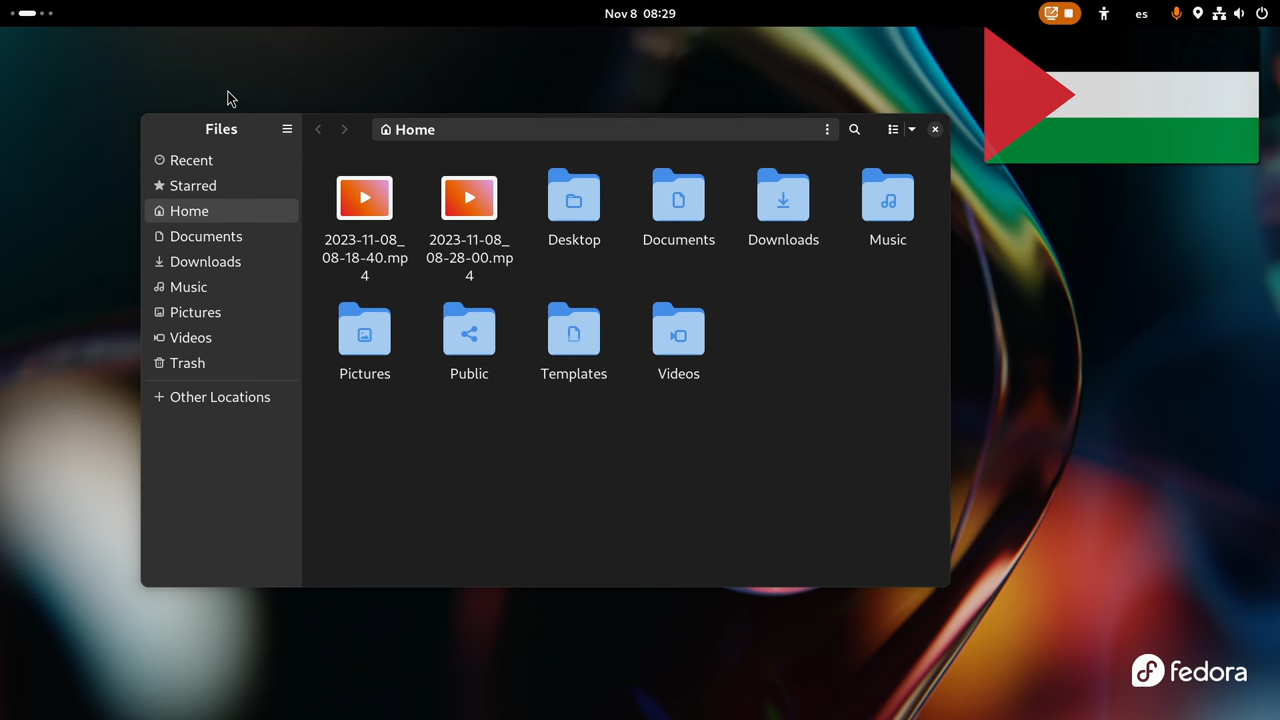 Nov 8 08:29
es
Files
Home
Recent
Starred
Home
Documents
Downloads
Music
Pictures
Videos
Trash
Other Locations
2023-11-08_
08-18-40.mp
4
2023-11-08_
08-28-00.mp
4
Desktop
Documents
Downloads
Music
Pictures
Public
Templates
Videos
fedora